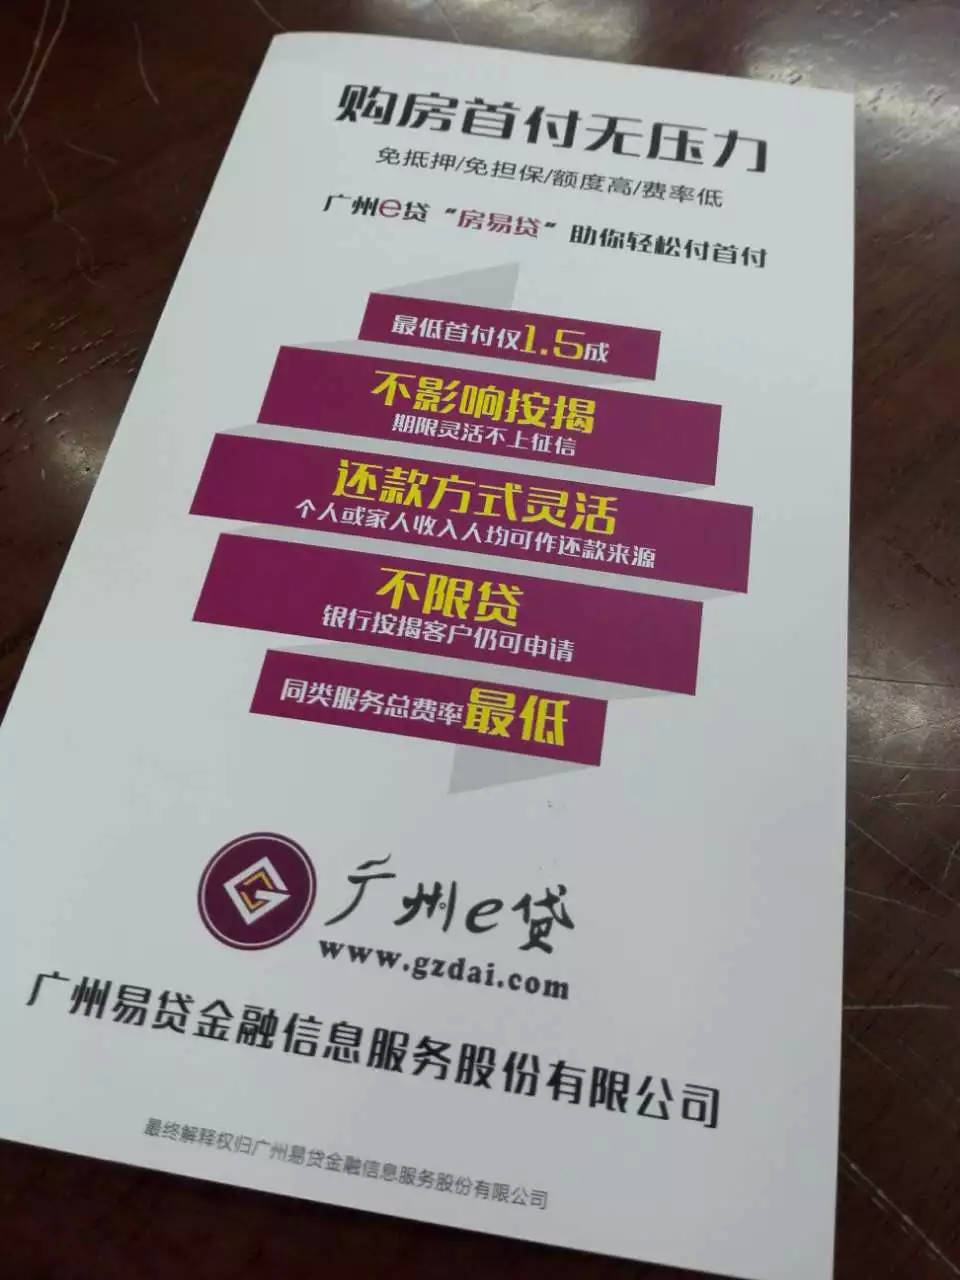 购房首付无压力
免抵押/免担保/额度高/费率低
广州e贷“房易贷”助你轻松付首付
最低首付仅1.5成
不影响按揭
期限灵活不上征信
还款方式灵活
个人或家人收入人均可作还款来源
不限贷
银行按揭客户仍可申请
同类服务总费率最低
广州e贷
www.gzdai.com
广州易贷金融信息服务股份有限公司
最终解释权归广州易贷金融信息服务股份有限公司